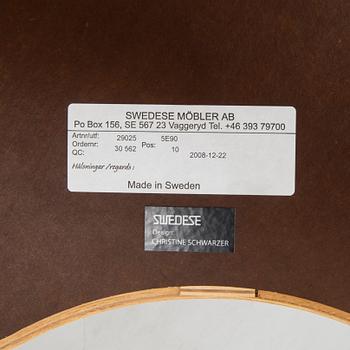 SWEDESE MÖBLER AB
Po Box 156, SE 567 23 Vaggeryd Tel. +46 393 79700
Artnr/utf: 29025 5E90
Ordernr: Pos:
QC: 30 562 10 2008-12-22
Hälsningar /regards :
Made in Sweden
SWEDESE
Design:
CHRISTINE SCHWARZER